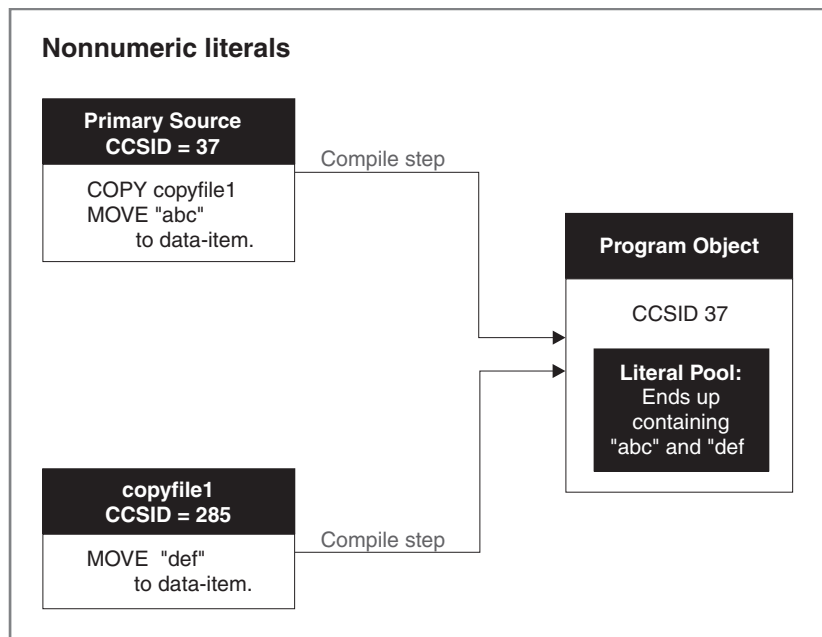 Nonnumeric literals
Primary Source
CCSID = 37
COPY copyfile1
MOVE "abc"
to data-item.
Compile step
Program Object
CCSID 37
Literal Pool:
Ends up
containing
"abc" and "def
copyfile1
CCSID = 285
MOVE "def"
to data-item.
Compile step